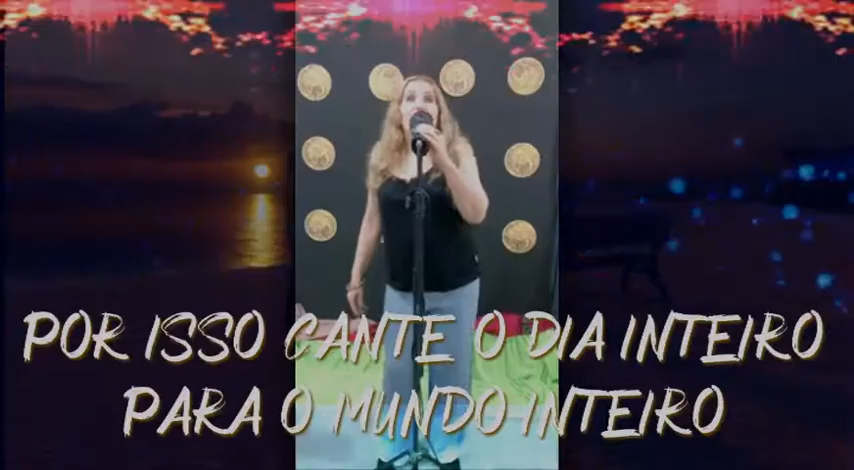 POR ISSO CANTE O DIA INTEIRO
PARA O MUNDO INTEIRO